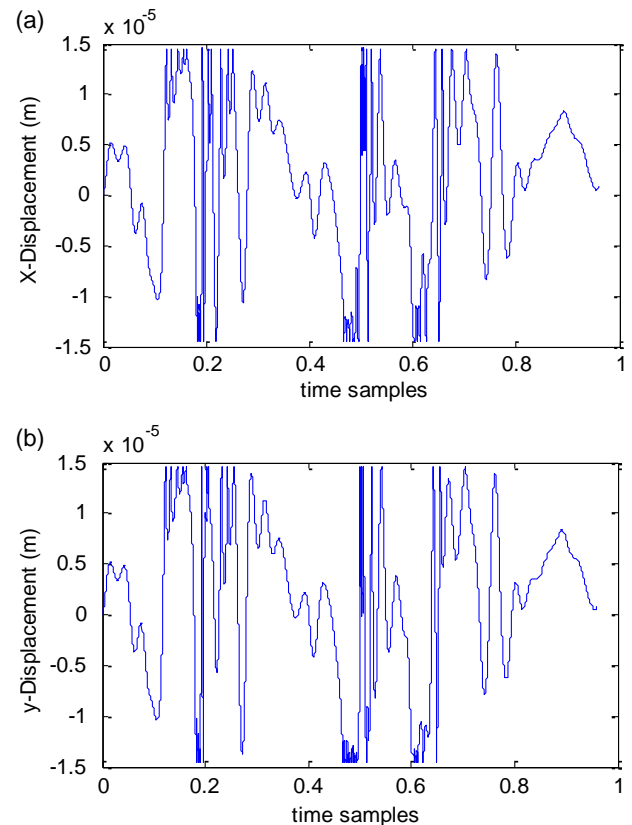 (a)
x 10-5
1.5
1
0.5
0
-0.5
-1
-1.5
X-Displacement (m)
0 0.2 0.4 0.6 0.8 1
time samples
(b)
x 10-5
1.5
1
0.5
0
-0.5
-1
-1.5
y-Displacement (m)
0 0.2 0.4 0.6 0.8 1
time samples